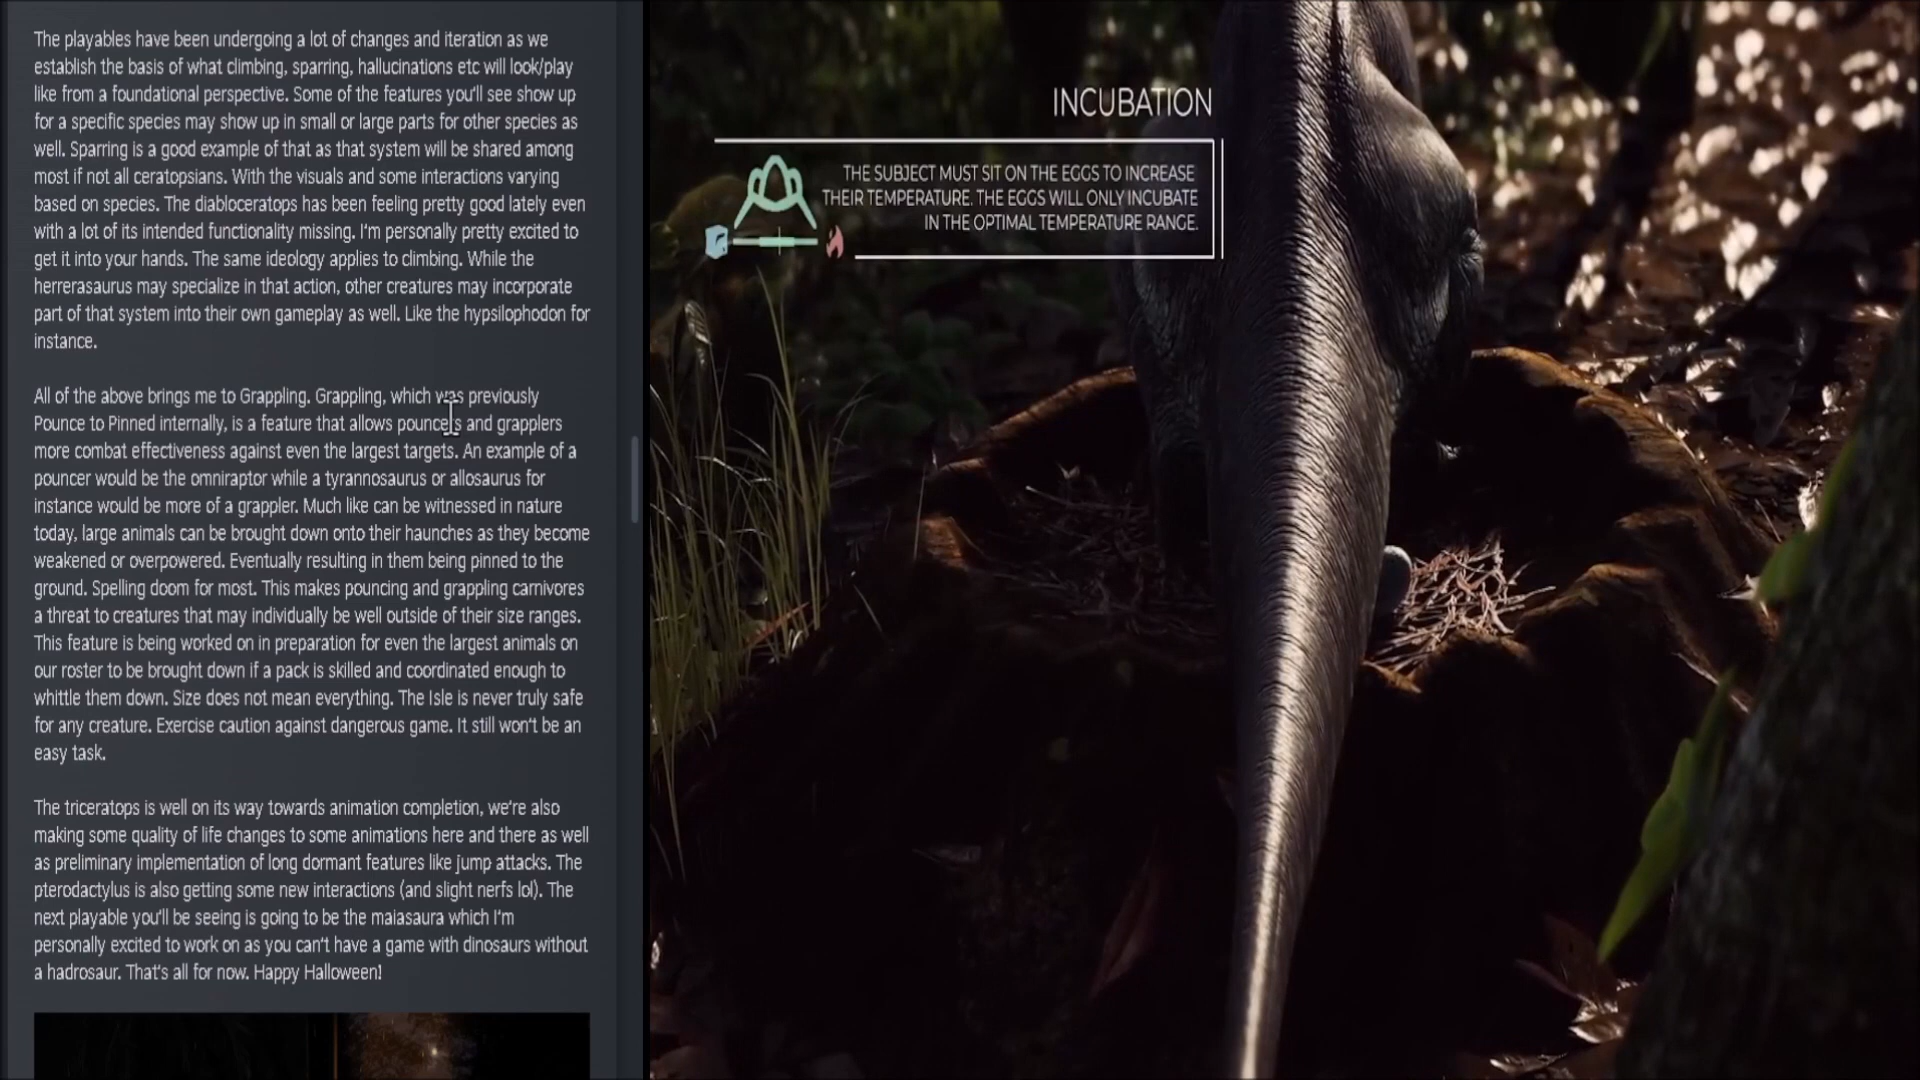 The playables have been undergoing a lot of changes and iteration as we
establish the basis of what climbing, sparring, hallucinations etc will look/play
like from a foundational perspective. Some of the features you'll see show up
for a specific species may show up in small or large parts for other species as
well. Sparring is a good example of that as that system will be shared among
most if not all ceratopsians. With the visuals and some interactions varying
based on species. The diabloceratops has been feeling pretty good lately even
with a lot of its intended functionality missing. I'm personally pretty excited to
get it into your hands. The same ideology applies to climbing. While the
herrerasaurus may specialize in that action, other creatures may incorporate
part of that system into their own gameplay as well. Like the hypsilophodon for
instance.
All of the above brings me to Grappling. Grappling, which was previously
Pounce to Pinned internally, is a feature that allows pouncers and grapplers
more combat effectiveness against even the largest targets. An example of a
pouncer would be the omniraptor while a tyrannosaurus or allosaurus for
instance would be more of a grappler. Much like can be witnessed in nature
today, large animals can be brought down onto their haunches as they become
weakened or overpowered. Eventually resulting in them being pinned to the
ground. Spelling doom for most. This makes pouncing and grappling carnivores
a threat to creatures that may individually be well outside of their size ranges.
This feature is being worked on in preparation for even the largest animals on
our roster to be brought down if a pack is skilled and coordinated enough to
whittle them down. Size does not mean everything. The Isle is never truly safe
for any creature. Exercise caution against dangerous game. It still won't be an
easy task.
The triceratops is well on its way towards animation completion, we're also
making some quality of life changes to some animations here and there as well
as preliminary implementation of long dormant features like jump attacks. The
pterodactylus is also getting some new interactions (and slight nerfs lol). The
next playable you'll be seeing is going to be the maiasaura which I'm
personally excited to work on as you can't have a game with dinosaurs without
a hadrosaur. That's all for now. Happy Halloween!
INCUBATION
THE SUBJECT MUST SIT ON THE EGGS TO INCREASE
THEIR TEMPERATURE. THE EGGS WILL ONLY INCUBATE
IN THE OPTIMAL TEMPERATURE RANGE.